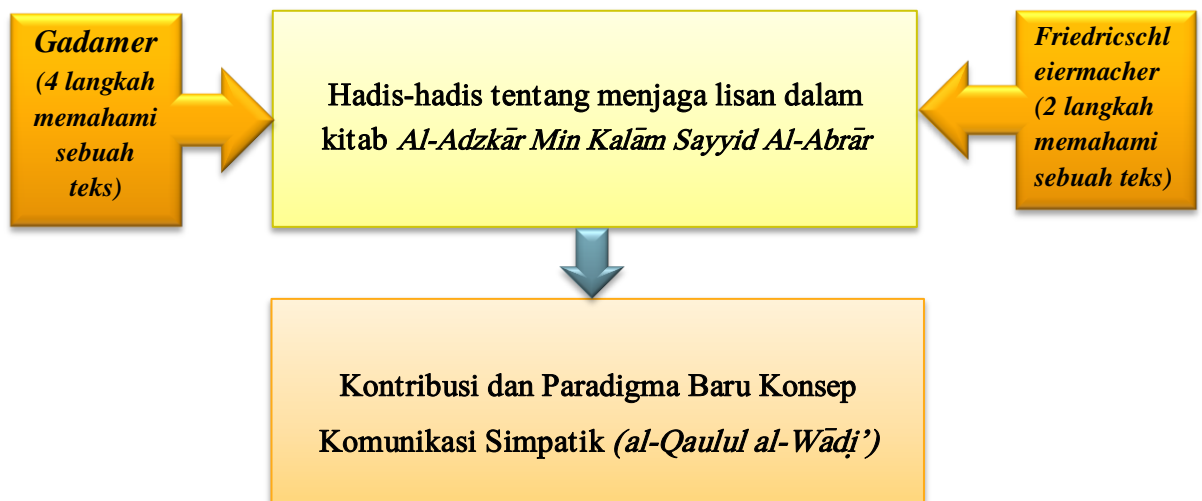 Gadamer
(4 langkah
memahami
sebuah
teks)
Hadis-hadis tentang menjaga lisan dalam
kitab Al-Adzkār Min Kalām Sayyid Al-Abrār
Friedricschl
eiermacher
(2 langkah
memahami
sebuah teks)
Kontribusi dan Paradigma Baru Konsep
Komunikasi Simpatik (al-Qaulul al-Wāḍi’)